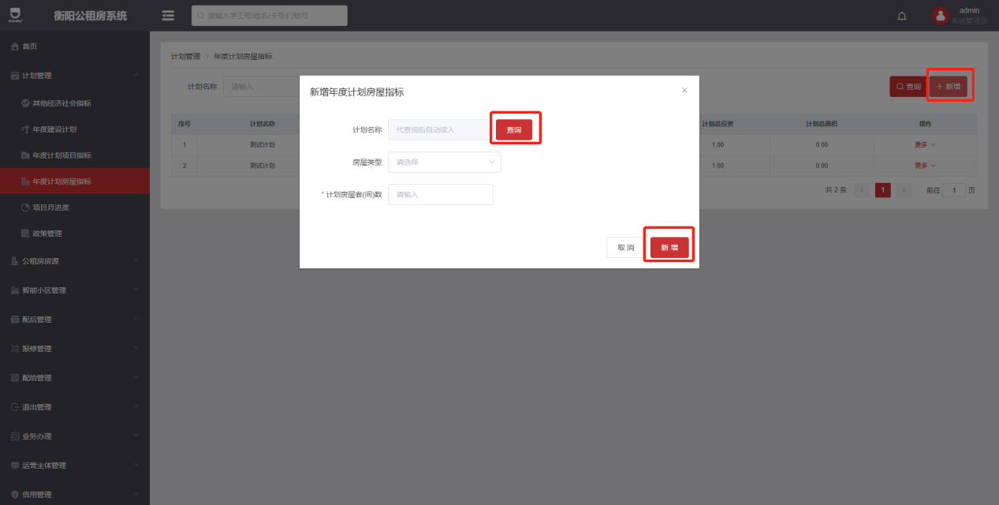 衡阳公租房系统
请输入学工号/姓名/卡号/门锁号
admin
系统管理员
首页
计划管理
其他经济社会指标
年度建设计划
年度计划项目指标
年度计划房屋指标
项目月进度
政策管理
公租房房源
智能小区管理
配后管理
报修管理
配给管理
退出管理
业务办理
运营主体管理
信用管理
计划管理 > 年度计划房屋指标
计划名称 请输入
查询 + 新增
序号 计划名称 计划总投资 计划总面积 操作
1 测试计划 1.00 0.00 更多
2 测试计划 1.00 0.00 更多
共 2 条 < 1 > 前往 1 页
新增年度计划房屋指标 ×
计划名称 代查询后自动读入 查询
房屋类型 请选择
* 计划房屋套(间)数 请输入
取 消 新 增